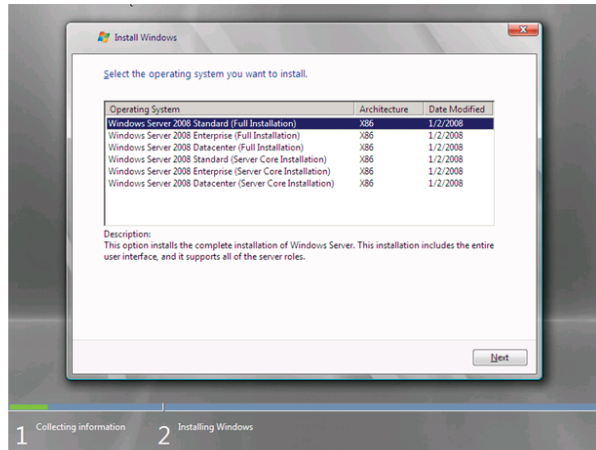 Install Windows
Select the operating system you want to install.
Operating System Architecture Date Modified
Windows Server 2008 Standard (Full Installation) X86 1/2/2008
Windows Server 2008 Enterprise (Full Installation) X86 1/2/2008
Windows Server 2008 Datacenter (Full Installation) X86 1/2/2008
Windows Server 2008 Standard (Server Core Installation) X86 1/2/2008
Windows Server 2008 Enterprise (Server Core Installation) X86 1/2/2008
Windows Server 2008 Datacenter (Server Core Installation) X86 1/2/2008
Description:
This option installs the complete installation of Windows Server. This installation includes the entire
user interface, and it supports all of the server roles.
Next
1 Collecting information 2 Installing Windows